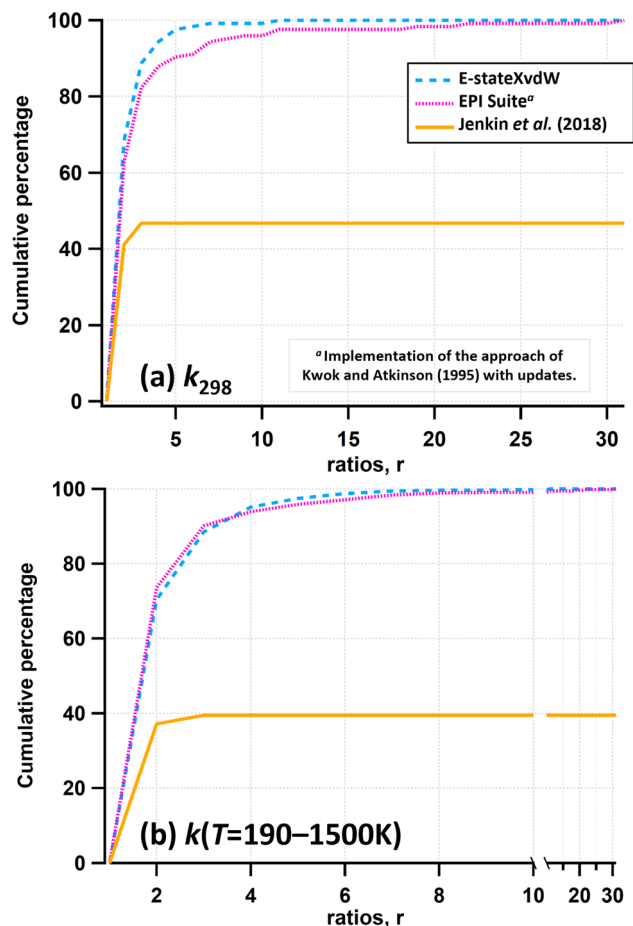 100
80
60
40
20
0
Cumulative percentage
E-stateXvdW
EPI Suiteᵃ
Jenkin et al. (2018)
(a) k₂₉₈
ᵃ Implementation of the approach of
Kwok and Atkinson (1995) with updates.
5 10 15 20 25 30
ratios, r
100
80
60
40
20
0
Cumulative percentage
(b) k(T=190–1500K)
2 4 6 8 10 20 30
ratios, r